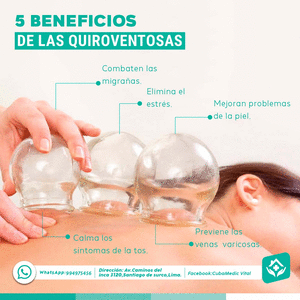 5 BENEFICIOS
DE LAS QUIROVENTOSAS
Combaten las
migrañas.
Elimina el
estrés.
Mejoran problemas
de la piel.
Calma los
sintomas de la tos.
Previene las
venas varicosas.
WhatsApp:994975456
Dirección: Av.Caminos del
inca 2120,Santiago de surco,Lima.
Facebook:CubaMedic Vital